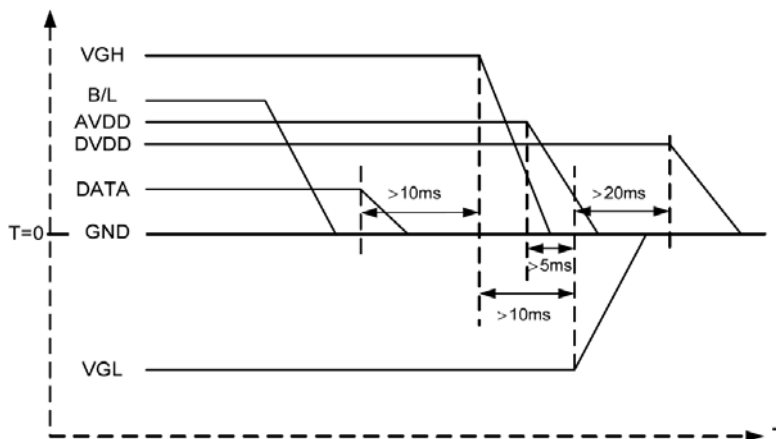 VGH
B/L
AVDD
DVDD
DATA
>10ms
>20ms
T=0
GND
>5ms
>10ms
VGL